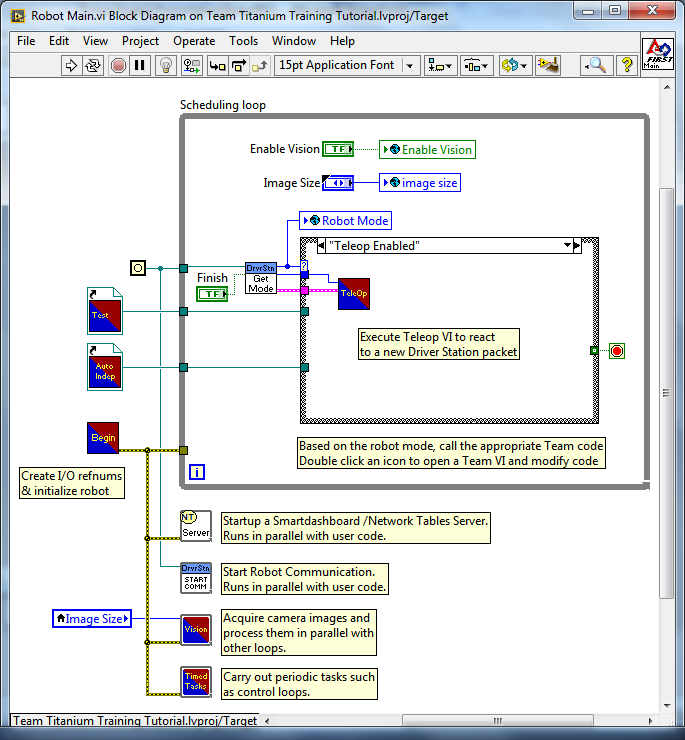 Robot Main.vi Block Diagram on Team Titanium Training Tutorial.lvproj/Target
File Edit View Project Operate Tools Window Help
15pt Application Font
FIRST
Main
Scheduling loop
Enable Vision
TF
Enable Vision
Image Size
image size
Robot Mode
"Teleop Enabled"
DrvrStn
Get
Mode
?
Finish
TF
TeleOp
Test
Execute Teleop VI to react
to a new Driver Station packet
Auto
Indep
Begin
Based on the robot mode, call the appropriate Team code
Double click an icon to open a Team VI and modify code
i
Create I/O refnums
& initialize robot
NT
Server
Startup a Smartdashboard /Network Tables Server.
Runs in parallel with user code.
DrvrStn
START
COMM
Start Robot Communication.
Runs in parallel with user code.
Image Size
Vision
Acquire camera images and
process them in parallel with
other loops.
Timed
Tasks
Carry out periodic tasks such
as control loops.
Team Titanium Training Tutorial.lvproj/Target